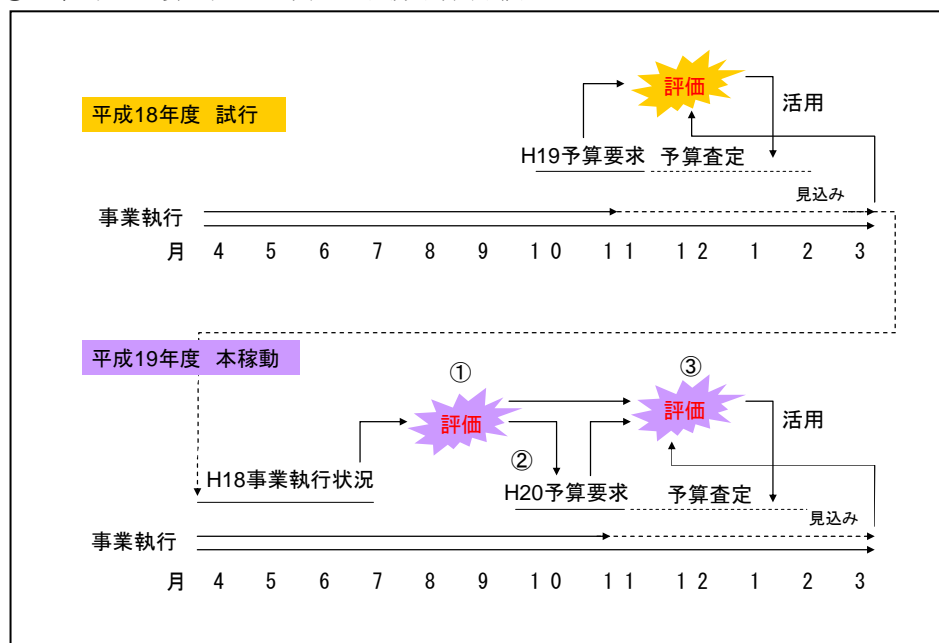 評価
平成18年度 試行
活用
H19予算要求 予算査定
見込み
事業執行
月 4 5 6 7 8 9 10 11 12 1 2 3
平成19年度 本稼動
① ③
評価 評価
活用
②
H18事業執行状況 H20予算要求 予算査定
見込み
事業執行
月 4 5 6 7 8 9 10 11 12 1 2 3